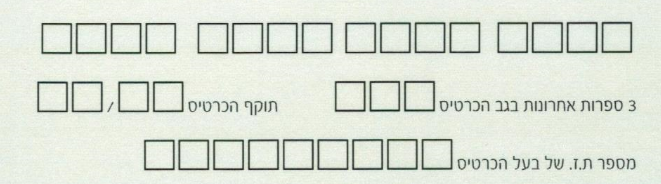 3 ספרות אחרונות בגב הכרטיס תוקף הכרטיס /
מספר ת.ז. של בעל הכרטיס